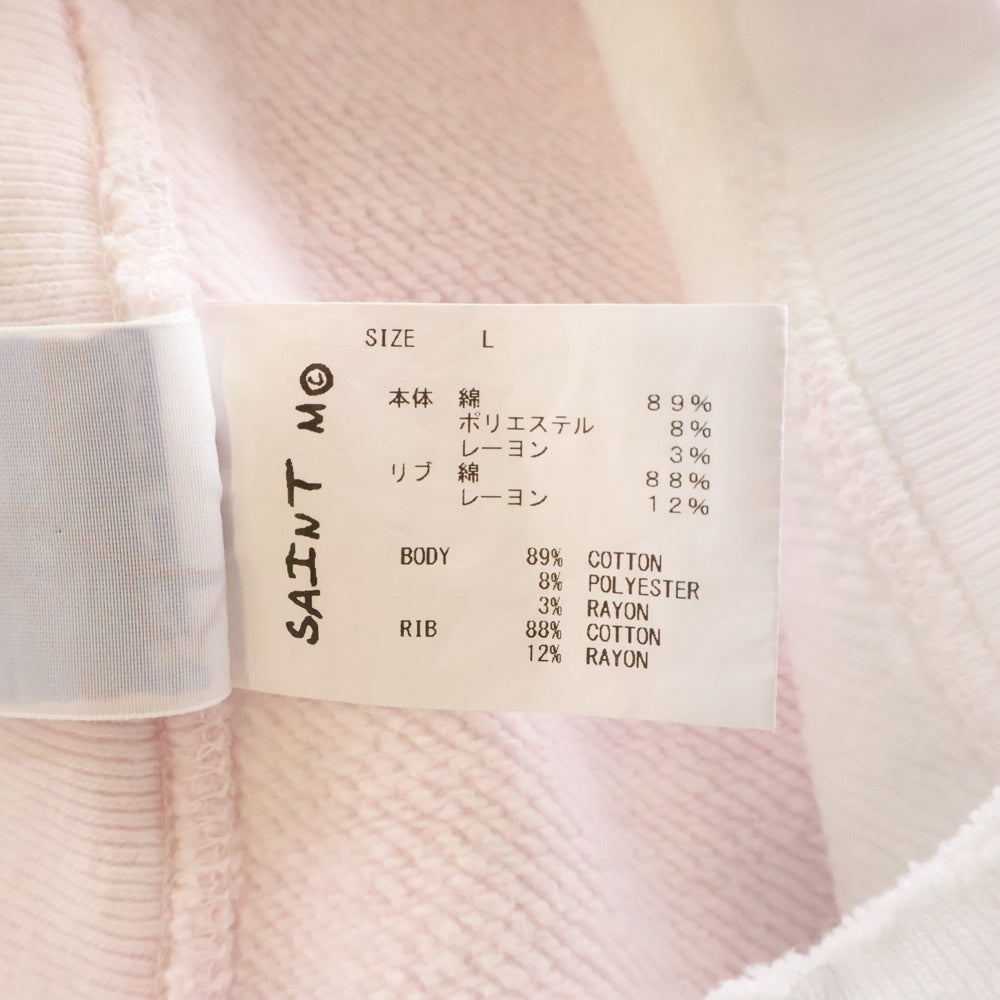 SAINT M©
SIZE L
本体 綿 89%
ポリエステル 8%
レーヨン 3%
リブ 綿 88%
レーヨン 12%
BODY 89% COTTON
8% POLYESTER
3% RAYON
RIB 88% COTTON
12% RAYON